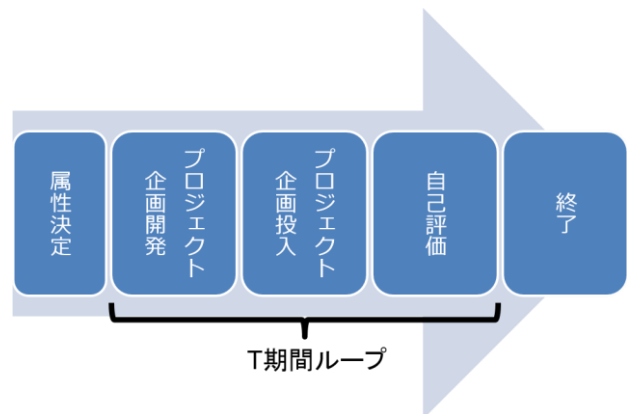 属性決定
プロジェクト
企画開発
プロジェクト
企画投入
自己評価
終了
T期間ループ